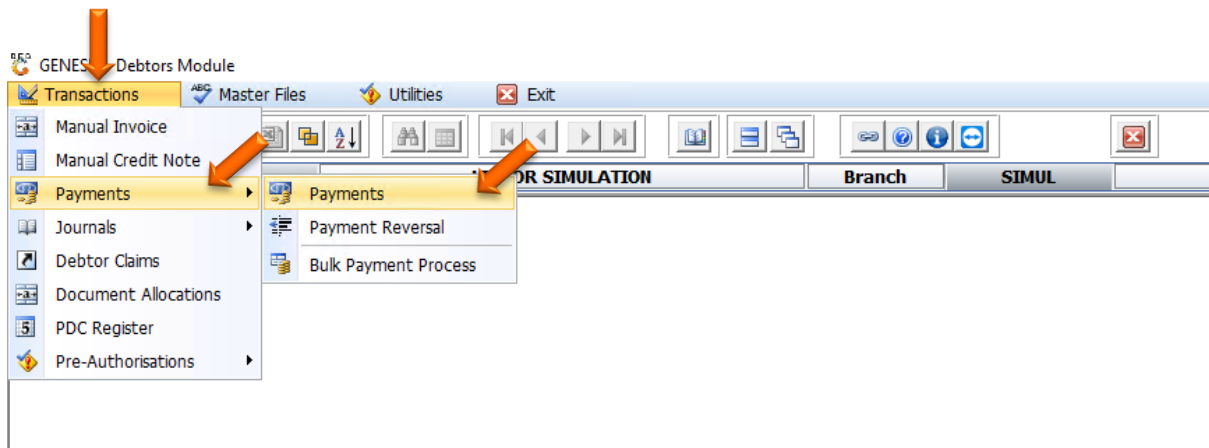 GENES Debtors Module
Transactions Master Files Utilities Exit
Manual Invoice
Manual Credit Note
OR SIMULATION Branch SIMUL
Payments Payments
Journals Payment Reversal
Debtor Claims Bulk Payment Process
Document Allocations
PDC Register
Pre-Authorisations